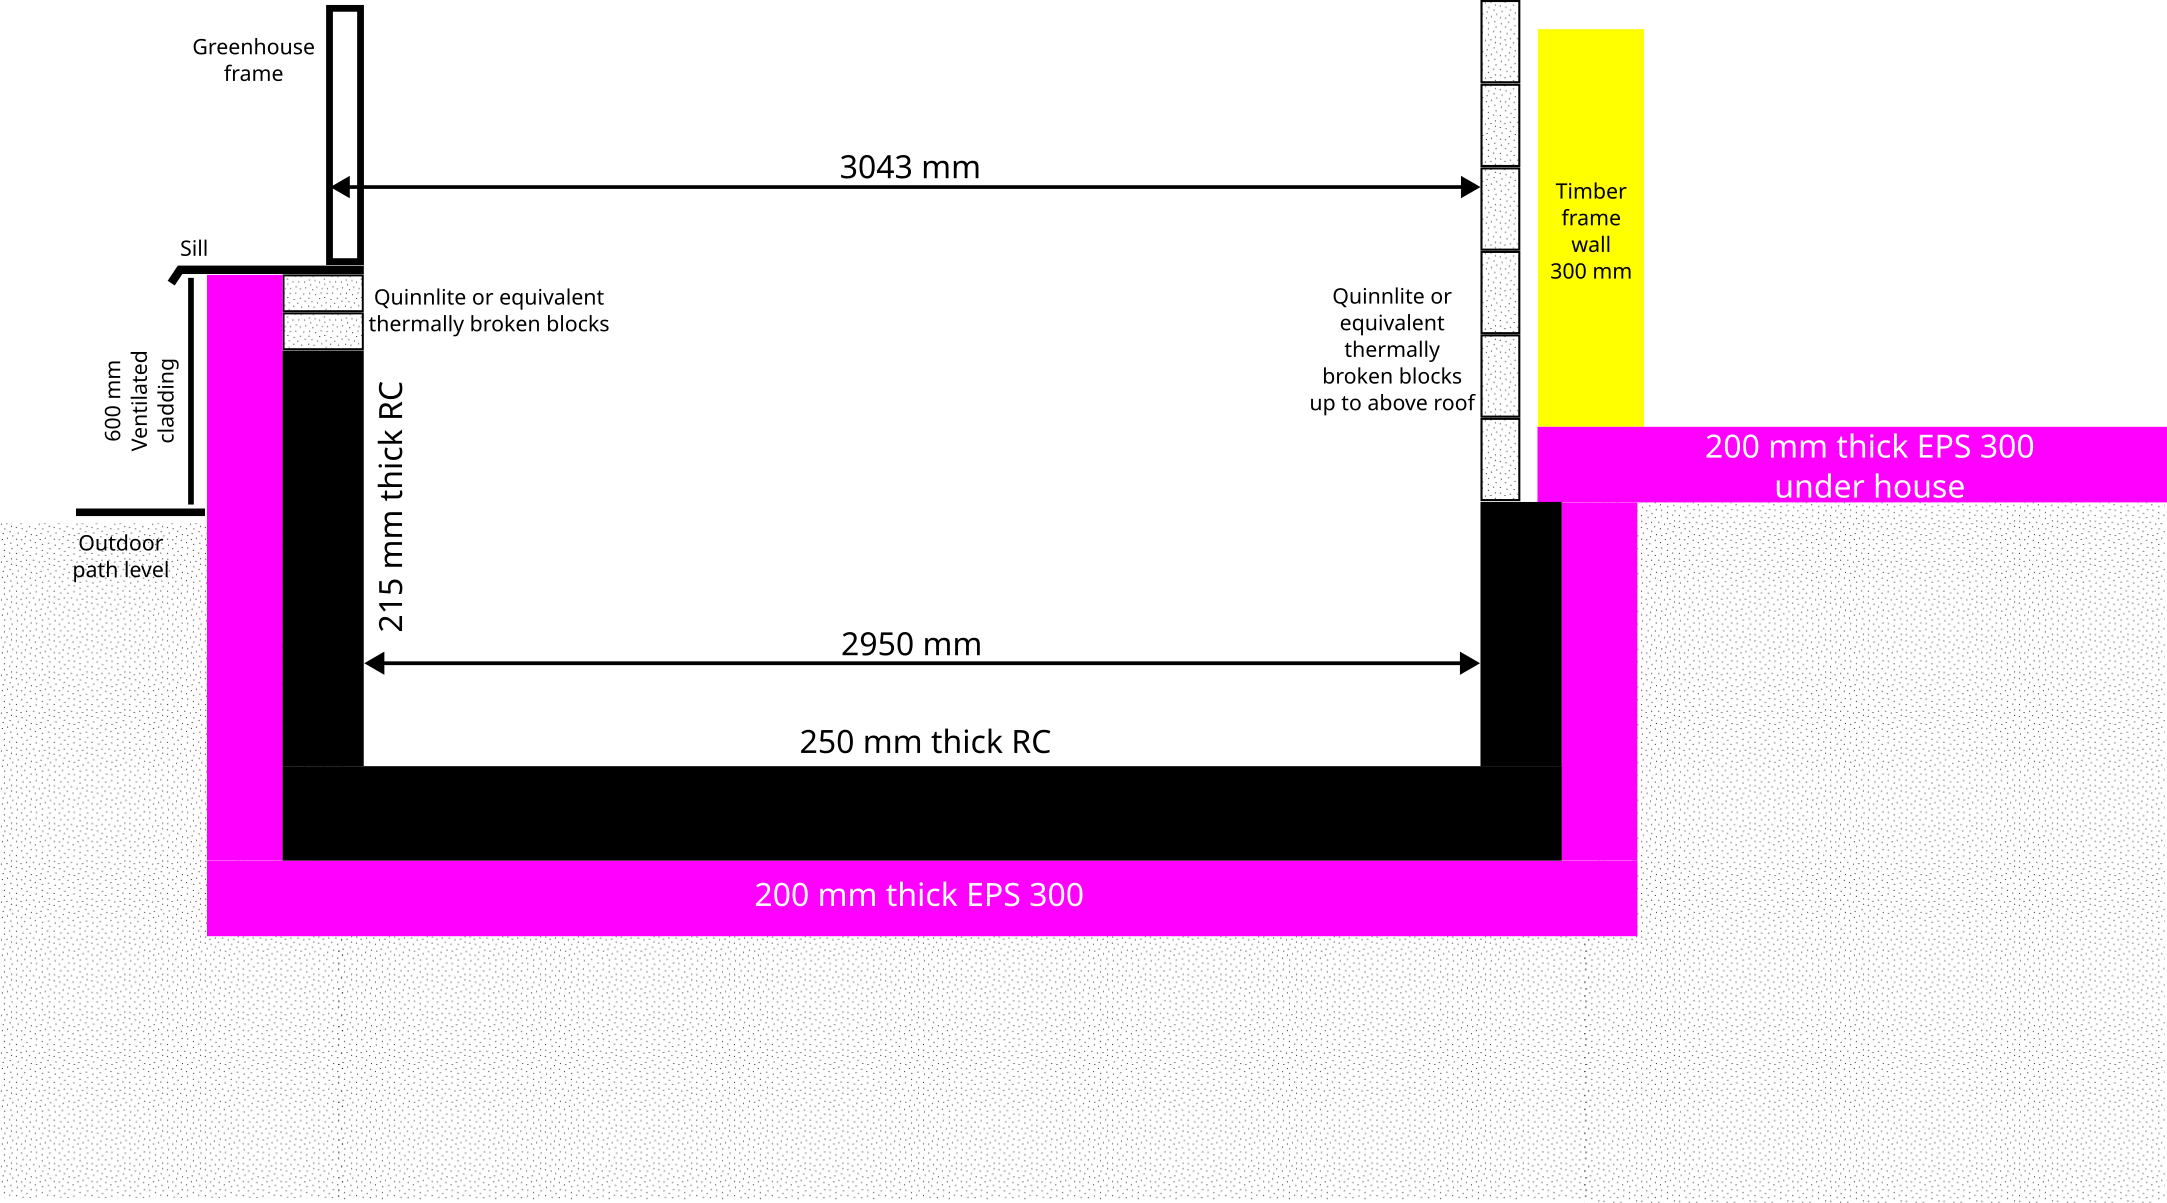 Greenhouse
frame
3043 mm
Timber
frame
wall
300 mm
Sill
Quinnlite or equivalent
thermally broken blocks
Quinnlite or
equivalent
thermally
broken blocks
up to above roof
600 mm
Ventilated
cladding
215 mm thick RC
200 mm thick EPS 300
under house
Outdoor
path level
2950 mm
250 mm thick RC
200 mm thick EPS 300